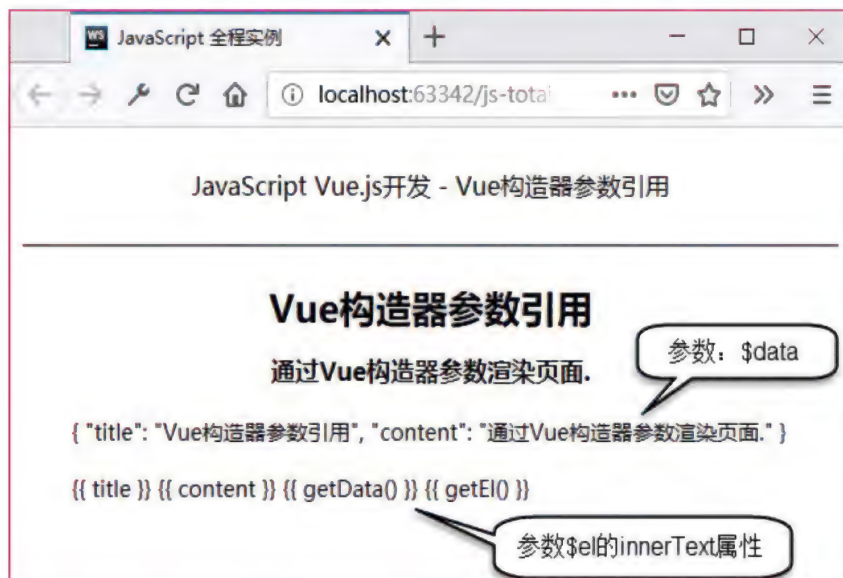 WS JavaScript 全程实例
localhost:63342/js-total
JavaScript Vue.js开发 - Vue构造器参数引用
Vue构造器参数引用
参数：$data
通过Vue构造器参数渲染页面.
{ "title": "Vue构造器参数引用", "content": "通过Vue构造器参数渲染页面." }
{{ title }} {{ content }} {{ getData() }} {{ getEl() }}
参数$el的innerText属性